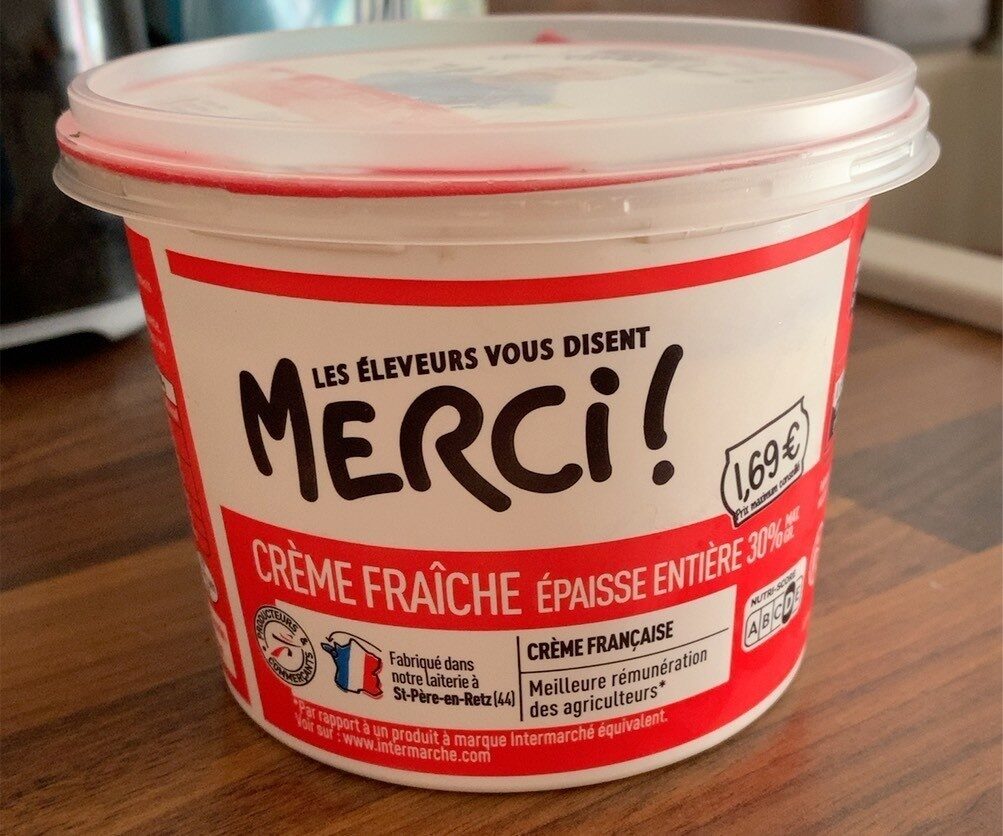 LES ÉLEVEURS VOUS DISENT
MERCi !
1,69 €
Prix maximum conseillé
CRÈME FRAÎCHE ÉPAISSE ENTIÈRE 30% MAT. GR.
NUTRI-SCORE
A B C D E
PRODUCTEURS & COMMERÇANTS
Fabriqué dans
notre laiterie à
St-Père-en-Retz (44)
CRÈME FRANÇAISE
Meilleure rémunération
des agriculteurs*
*Par rapport à un produit à marque Intermarché équivalent.
Voir sur : www.intermarche.com